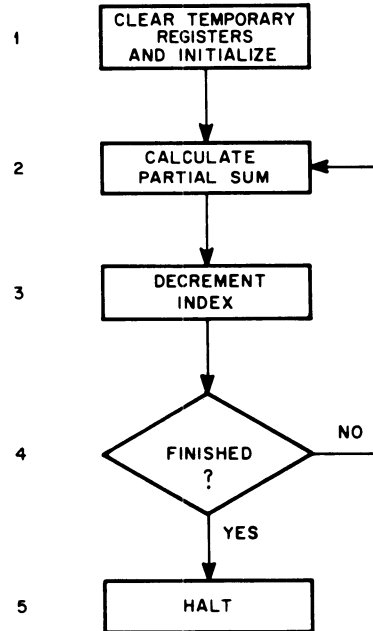 1
CLEAR TEMPORARY
REGISTERS
AND INITIALIZE
2
CALCULATE
PARTIAL SUM
3
DECREMENT
INDEX
4
FINISHED
?
NO
YES
5
HALT